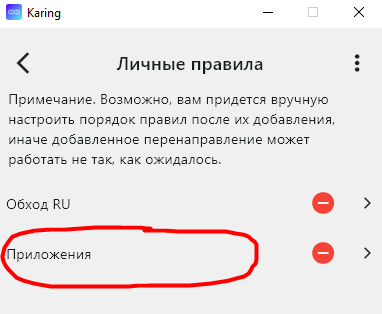 Karing
Личные правила
Примечание. Возможно, вам придется вручную
настроить порядок правил после их добавления,
иначе добавленное перенаправление может
работать не так, как ожидалось.
Обход RU
Приложения